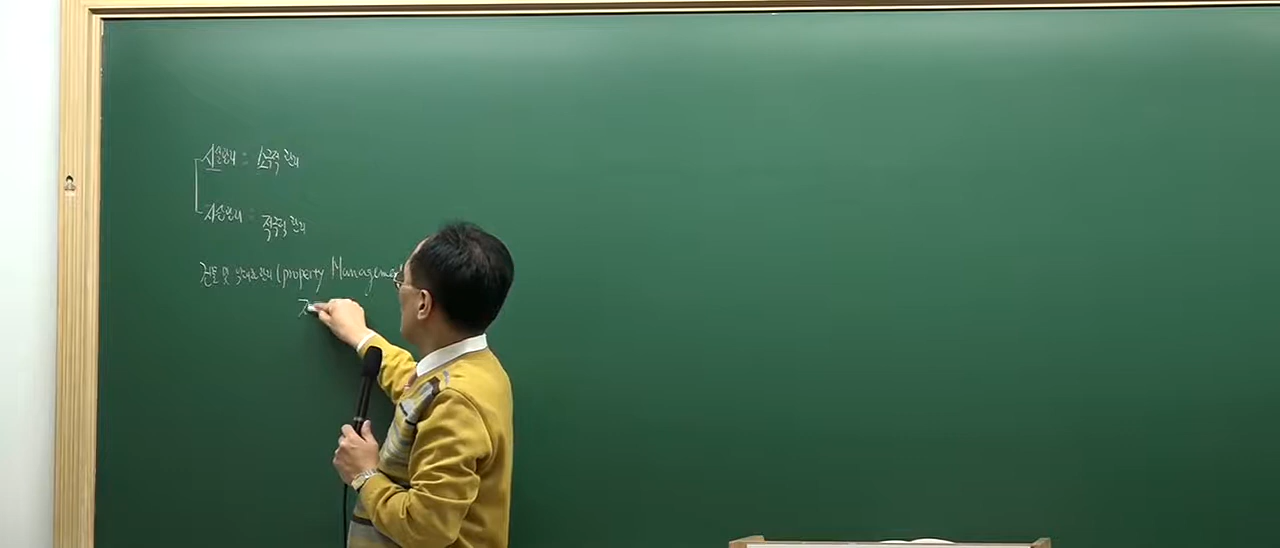 시설관리 : 소극적 관리
자산관리 : 적극적 관리
건물 및 임대차관리 (property Management